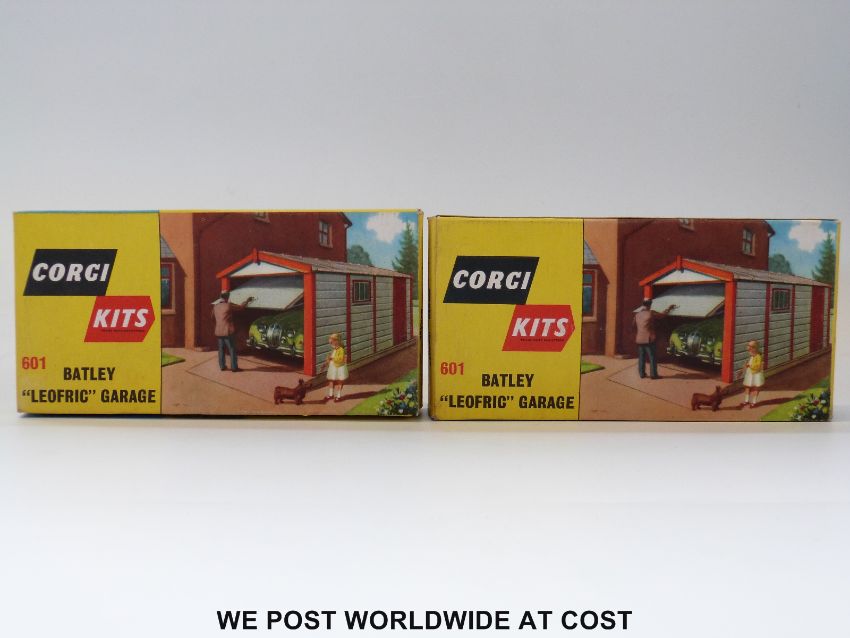 CORGI
KITS
601
BATLEY
"LEOFRIC" GARAGE
CORGI
KITS
601
BATLEY
"LEOFRIC" GARAGE
WE POST WORLDWIDE AT COST